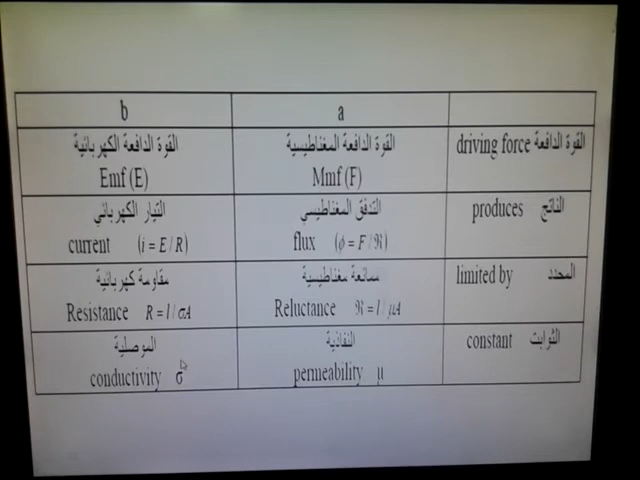 b a
القوة الدافعة driving force
القوة الدافعة المغناطيسية
Mmf (F)
القوة الدافعة الكهربائية
Emf (E)
الناتج produces
التدفق المغناطيسي
flux (ϕ = F / ℜ)
التيار الكهربائي
current (i = E / R)
المحدد limited by
ممانعة مغناطيسية
Reluctance ℜ = l / μA
مقاومة كهربائية
Resistance R = l / σA
الثوابت constant
النفاذية
permeability μ
الموصلية
conductivity σ